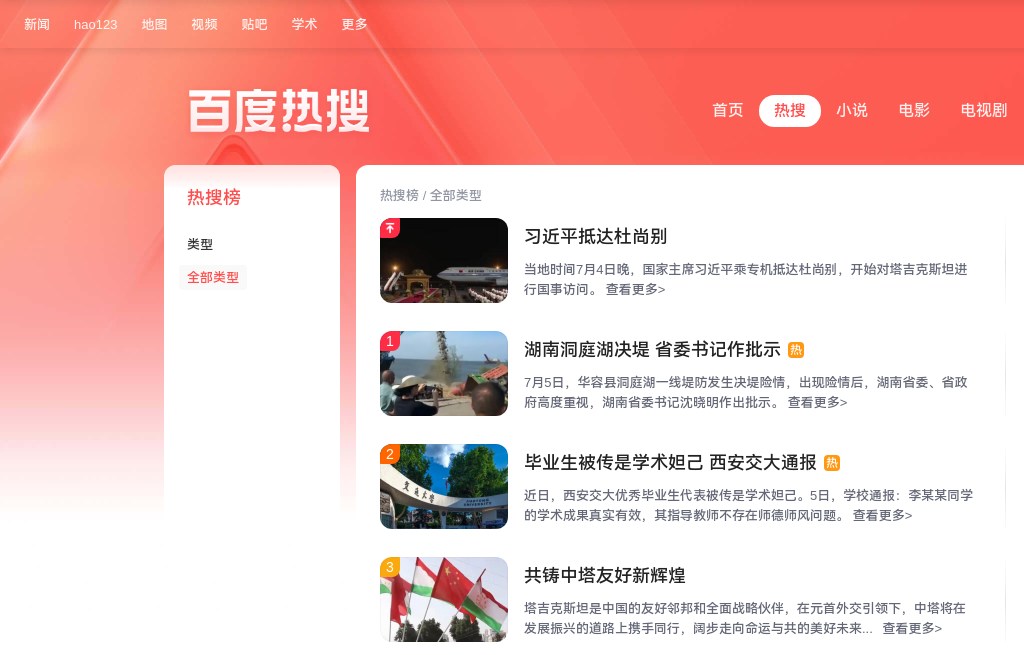 新闻 hao123 地图 视频 贴吧 学术 更多
百度热搜
首页 热搜 小说 电影 电视剧
热搜榜
类型
全部类型
热搜榜 / 全部类型
习近平抵达杜尚别
当地时间7月4日晚，国家主席习近平乘专机抵达杜尚别，开始对塔吉克斯坦进
行国事访问。 查看更多>
1
湖南洞庭湖决堤 省委书记作批示 热
7月5日，华容县洞庭湖一线堤防发生决堤险情，出现险情后，湖南省委、省政
府高度重视，湖南省委书记沈晓明作出批示。 查看更多>
2
交通大学
毕业生被传是学术妲己 西安交大通报 热
近日，西安交大优秀毕业生代表被传是学术妲己。5日，学校通报：李某某同学
的学术成果真实有效，其指导教师不存在师德师风问题。 查看更多>
3
共铸中塔友好新辉煌
塔吉克斯坦是中国的友好邻邦和全面战略伙伴，在元首外交引领下，中塔将在
发展振兴的道路上携手同行，阔步走向命运与共的美好未来... 查看更多>